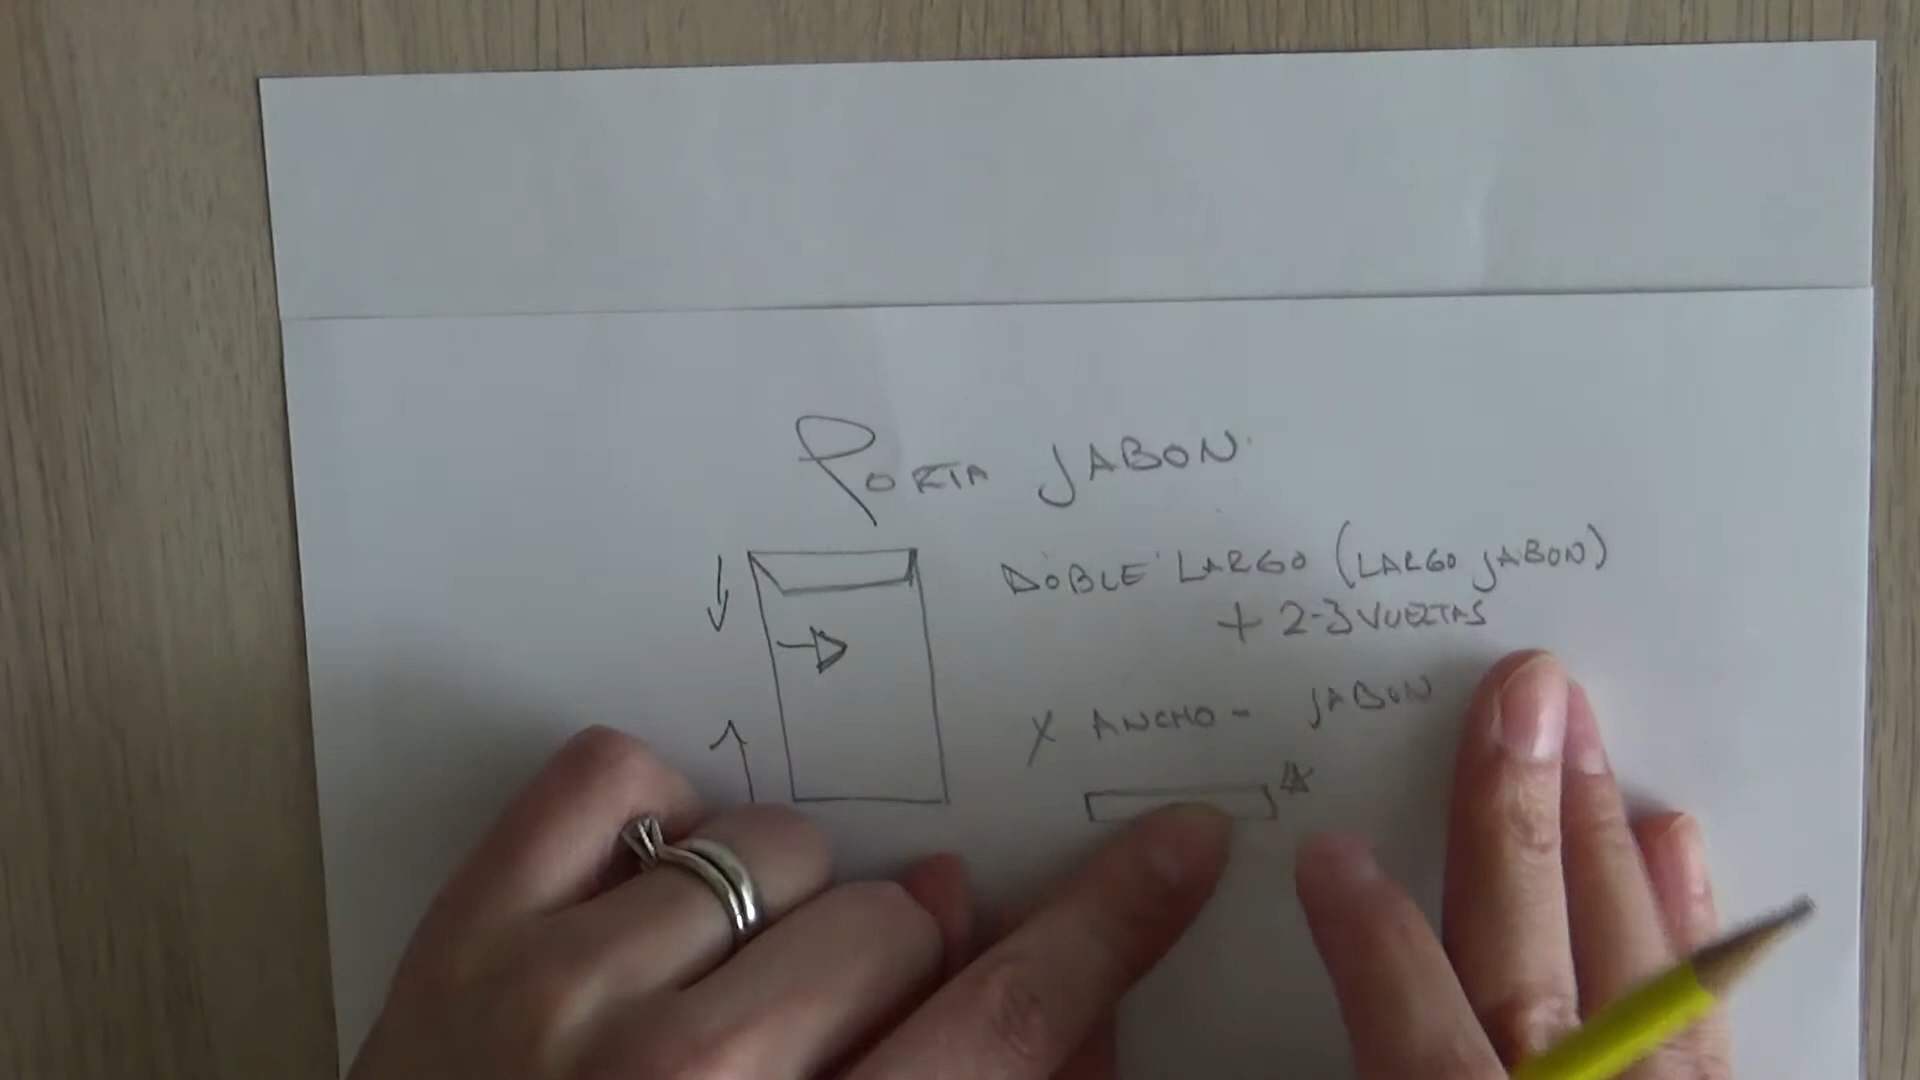 PORTA JABON
DOBLE LARGO (LARGO JABON)
+ 2-3 VUELTAS
X ANCHO - JABON